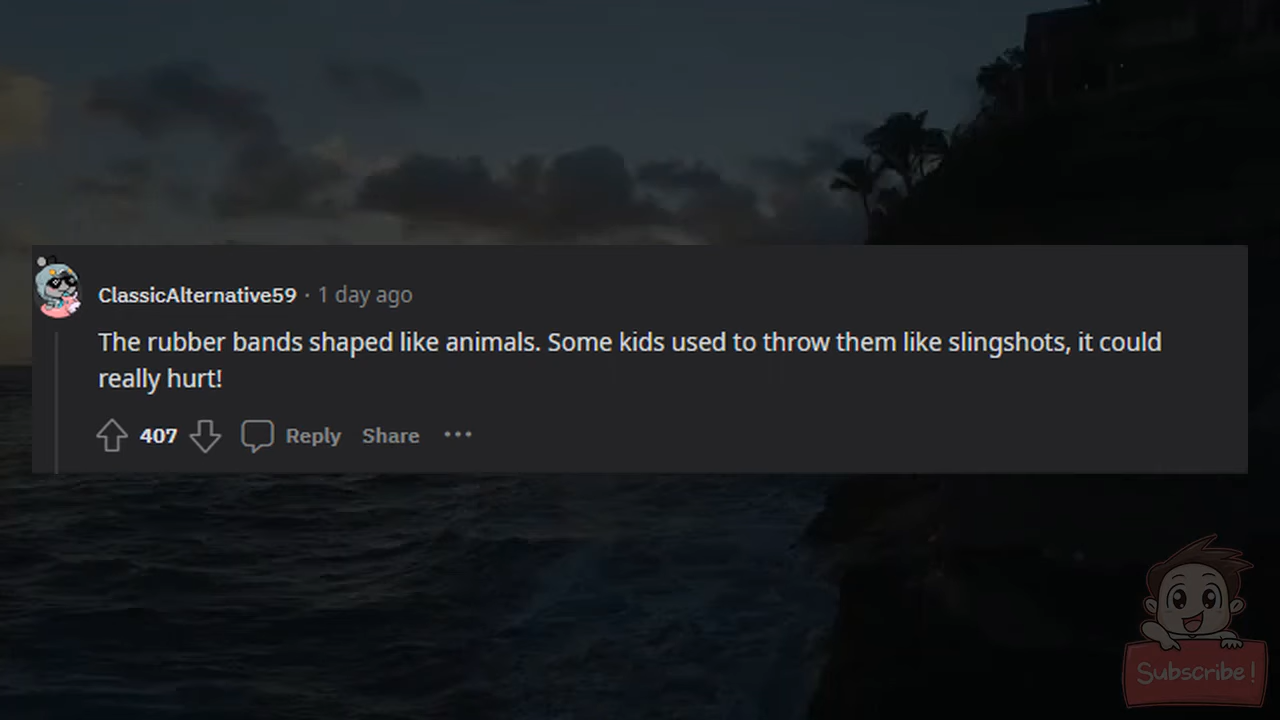 ClassicAlternative59 · 1 day ago
The rubber bands shaped like animals. Some kids used to throw them like slingshots, it could
really hurt!
407 Reply Share ···
Subscribe!